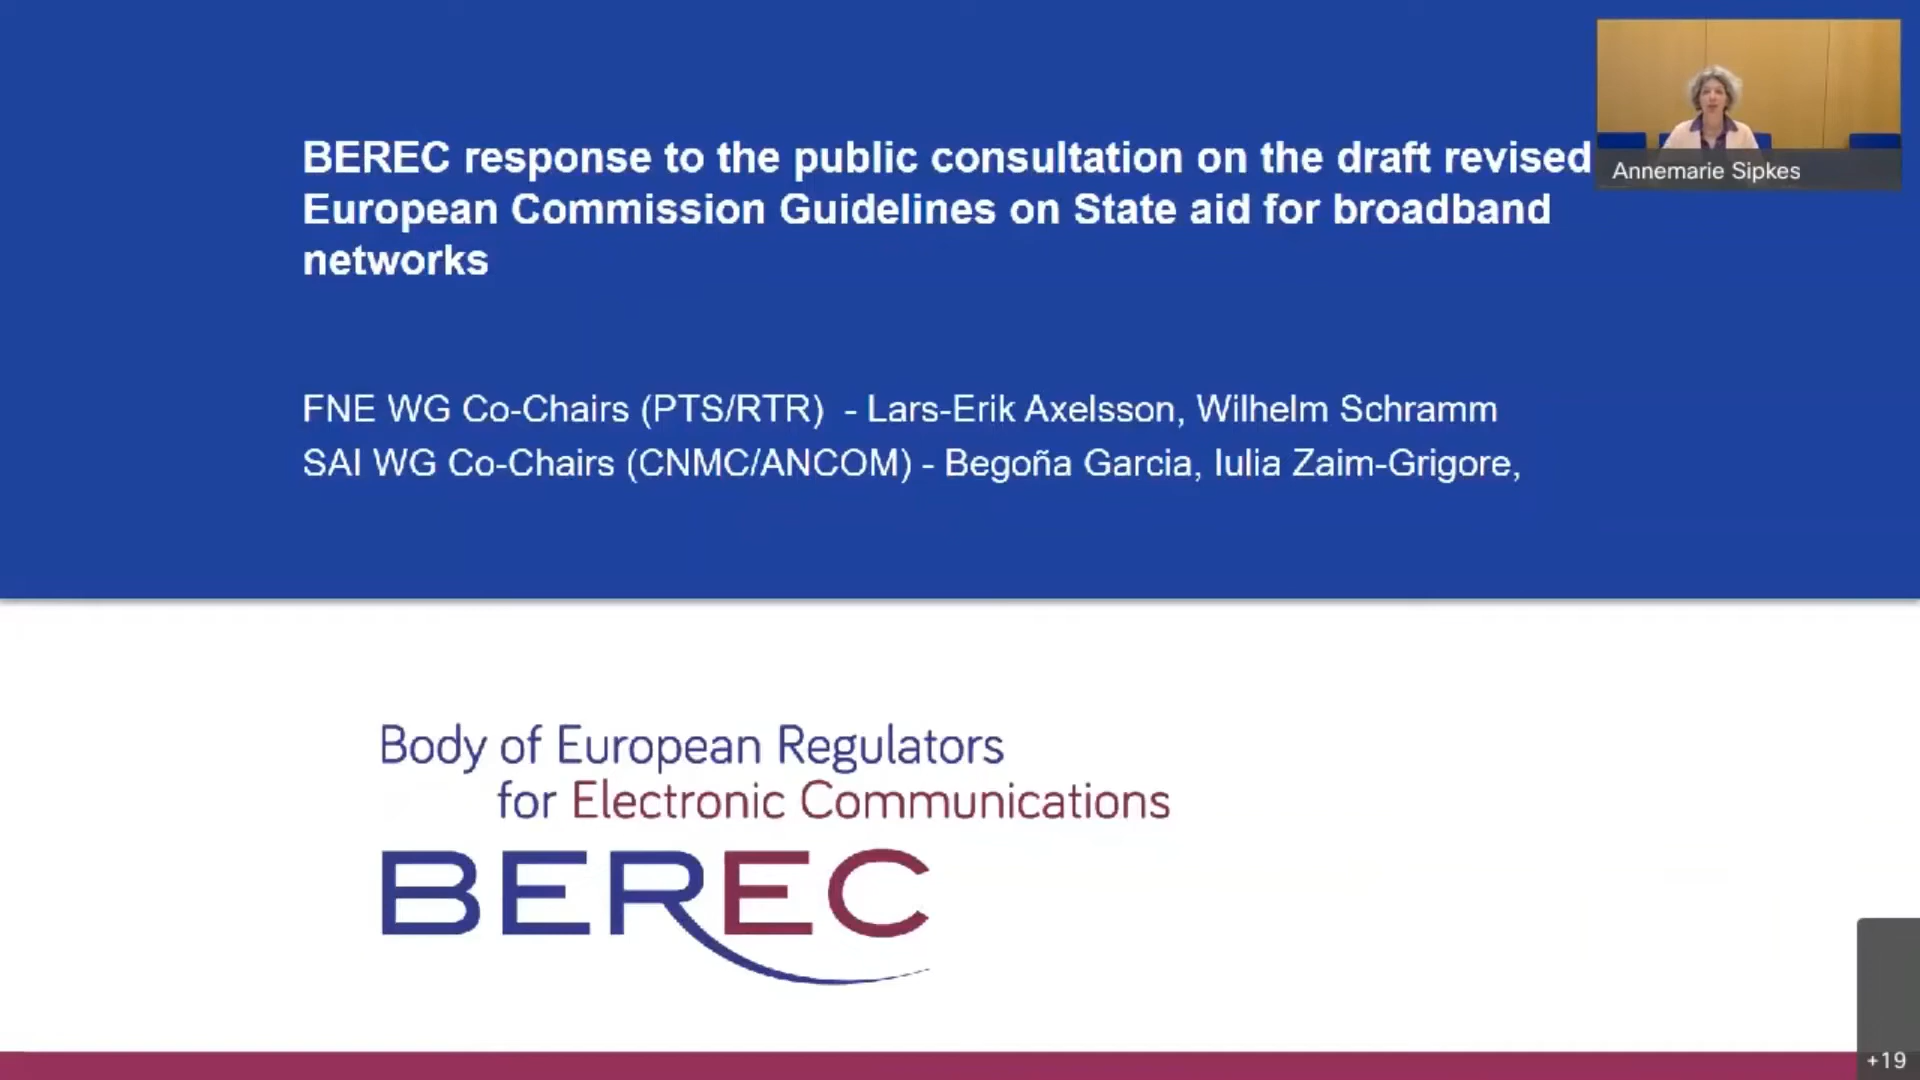 BEREC response to the public consultation on the draft revised
European Commission Guidelines on State aid for broadband
networks
Annemarie Sipkes
FNE WG Co-Chairs (PTS/RTR)  - Lars-Erik Axelsson, Wilhelm Schramm
SAI WG Co-Chairs (CNMC/ANCOM) - Begoña Garcia, Iulia Zaim-Grigore,
Body of European Regulators
for Electronic Communications
BEREC
+19